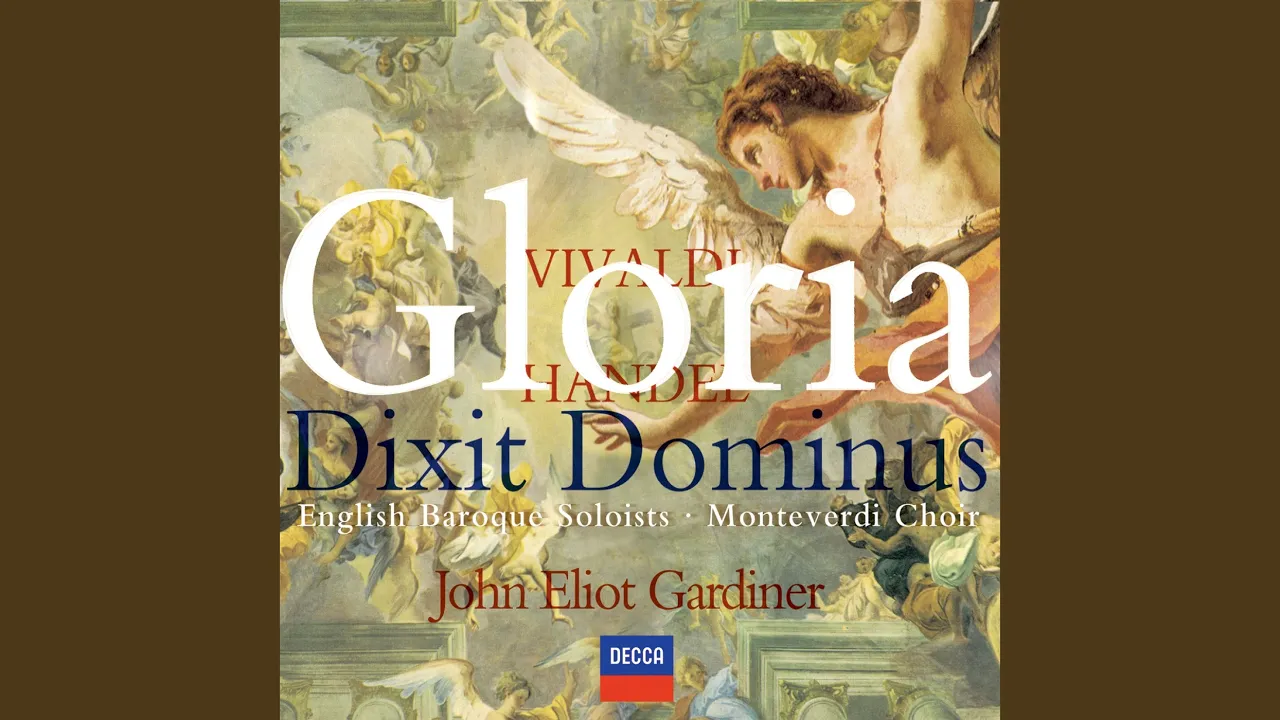 Gloria
VIVALDI
HANDEL
Dixit Dominus
English Baroque Soloists · Monteverdi Choir
John Eliot Gardiner
DECCA